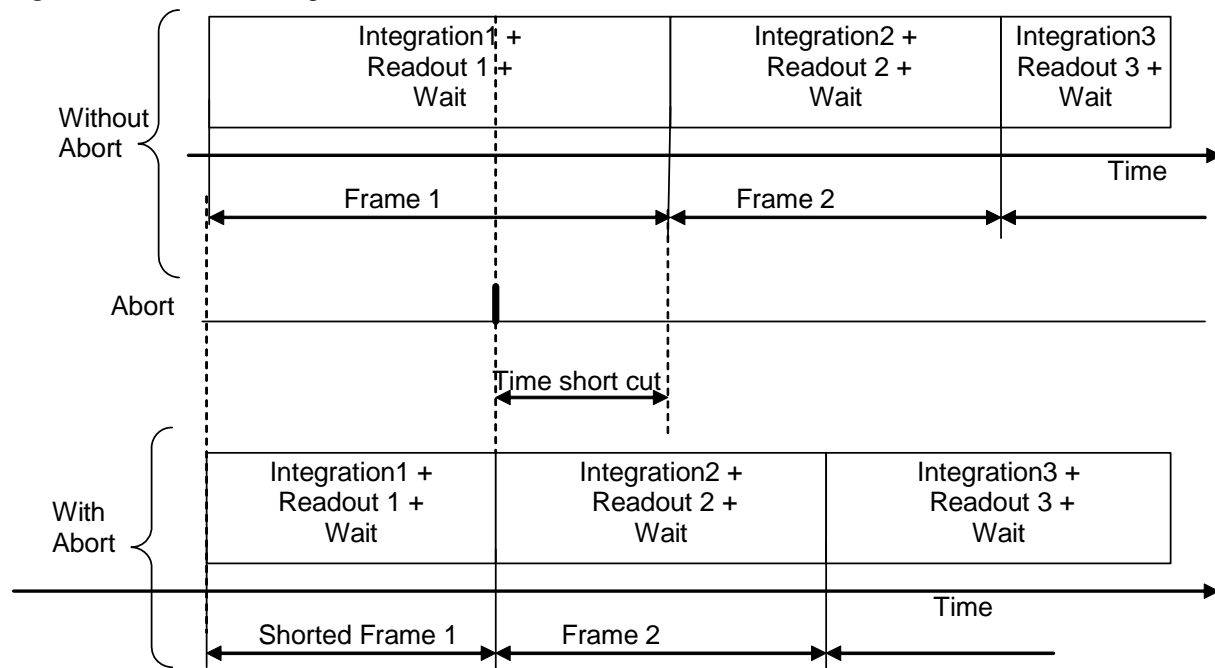 Integration1 +
Readout 1 +
Wait
Integration2 +
Readout 2 +
Wait
Integration3
Readout 3 +
Wait
Without
Abort
Time
Frame 1
Frame 2
Abort
Time short cut
Integration1 +
Readout 1 +
Wait
Integration2 +
Readout 2 +
Wait
Integration3 +
Readout 3 +
Wait
With
Abort
Time
Shorted Frame 1
Frame 2